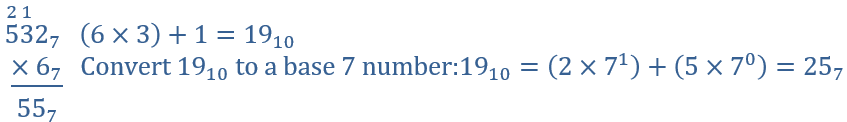 2 1
532₇ (6 × 3) + 1 = 19₁₀
× 6₇ Convert 19₁₀ to a base 7 number:19₁₀ = (2 × 7¹) + (5 × 7⁰) = 25₇
55₇